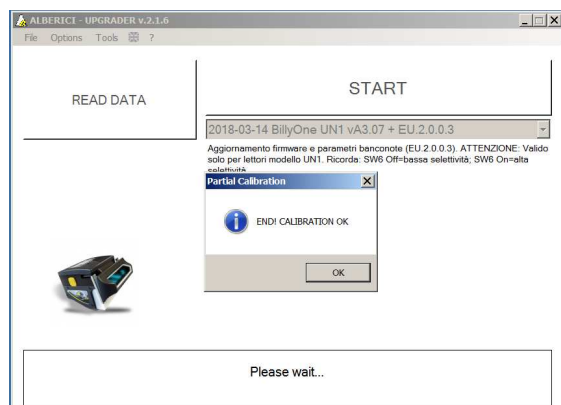 ALBERICI - UPGRADER v.2.1.6
File Options Tools ?
READ DATA
START
2018-03-14 BillyOne UN1 vA3.07 + EU.2.0.0.3
Aggiornamento firmware e parametri banconote (EU.2.0.0.3). ATTENZIONE: Valido
solo per lettori modello UN1. Ricorda: SW6 Off=bassa selettività; SW6 On=alta
selettività
Partial Calibration
END! CALIBRATION OK
OK
Please wait...